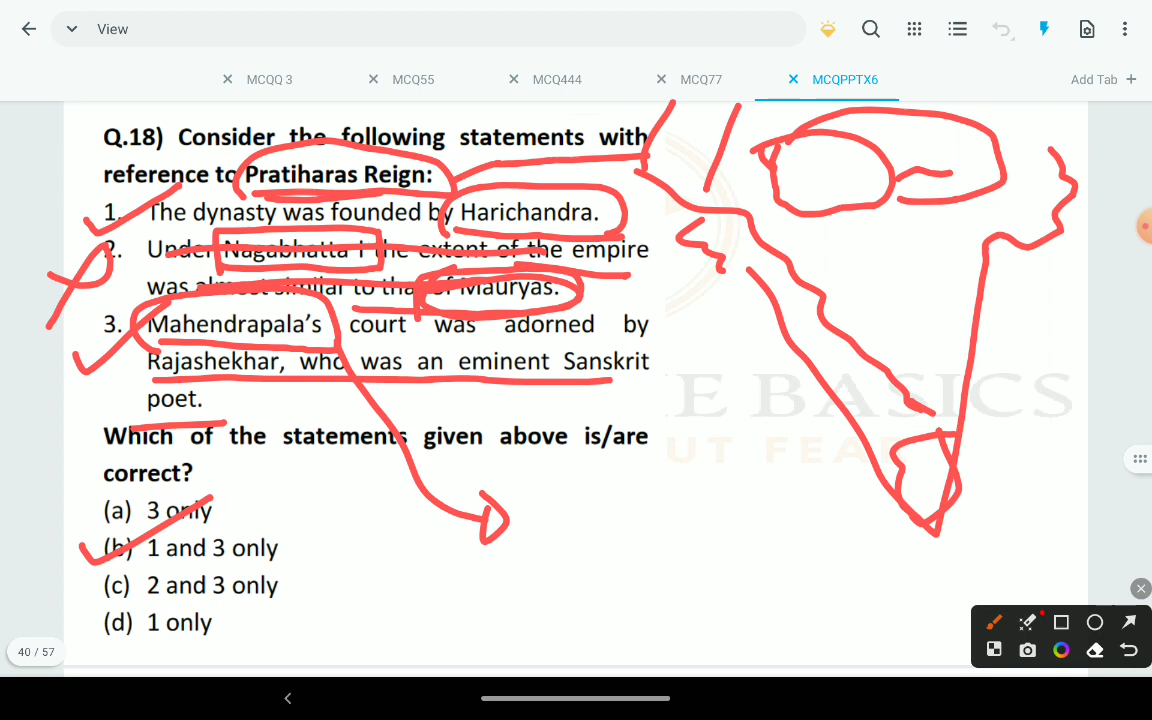 View
MCQQ 3
MCQ55
MCQ444
MCQ77
MCQPPTX6
Add Tab
Q.18) Consider the following statements with
reference to Pratiharas Reign:
1. The dynasty was founded by Harichandra.
2. Under Nagabhatta I the extent of the empire
was almost similar to that of Mauryas.
3. Mahendrapala’s court was adorned by
Rajashekhar, who was an eminent Sanskrit
poet.
Which of the statements given above is/are
correct?
(a) 3 only
(b) 1 and 3 only
(c) 2 and 3 only
(d) 1 only
E BASICS
UT FEA
40 / 57